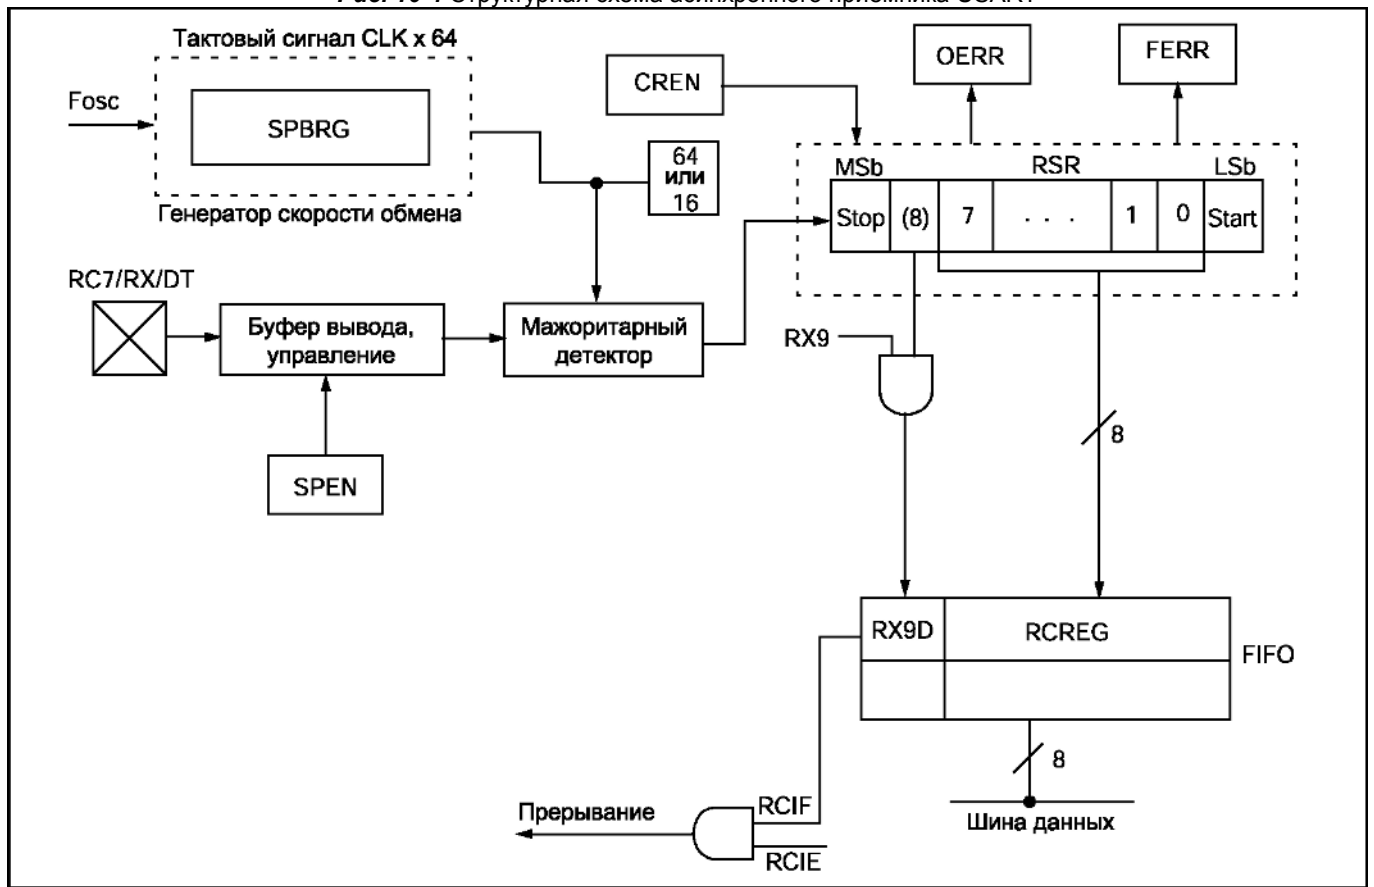 Тактовый сигнал CLK x 64
Fosc
SPBRG
Генератор скорости обмена
CREN
OERR
FERR
64
или
16
MSb
RSR
LSb
Stop
(8)
7
. . .
1
0
Start
RC7/RX/DT
Буфер вывода,
управление
Мажоритарный
детектор
SPEN
RX9
8
RX9D
RCREG
FIFO
8
Шина данных
Прерывание
RCIF
RCIE